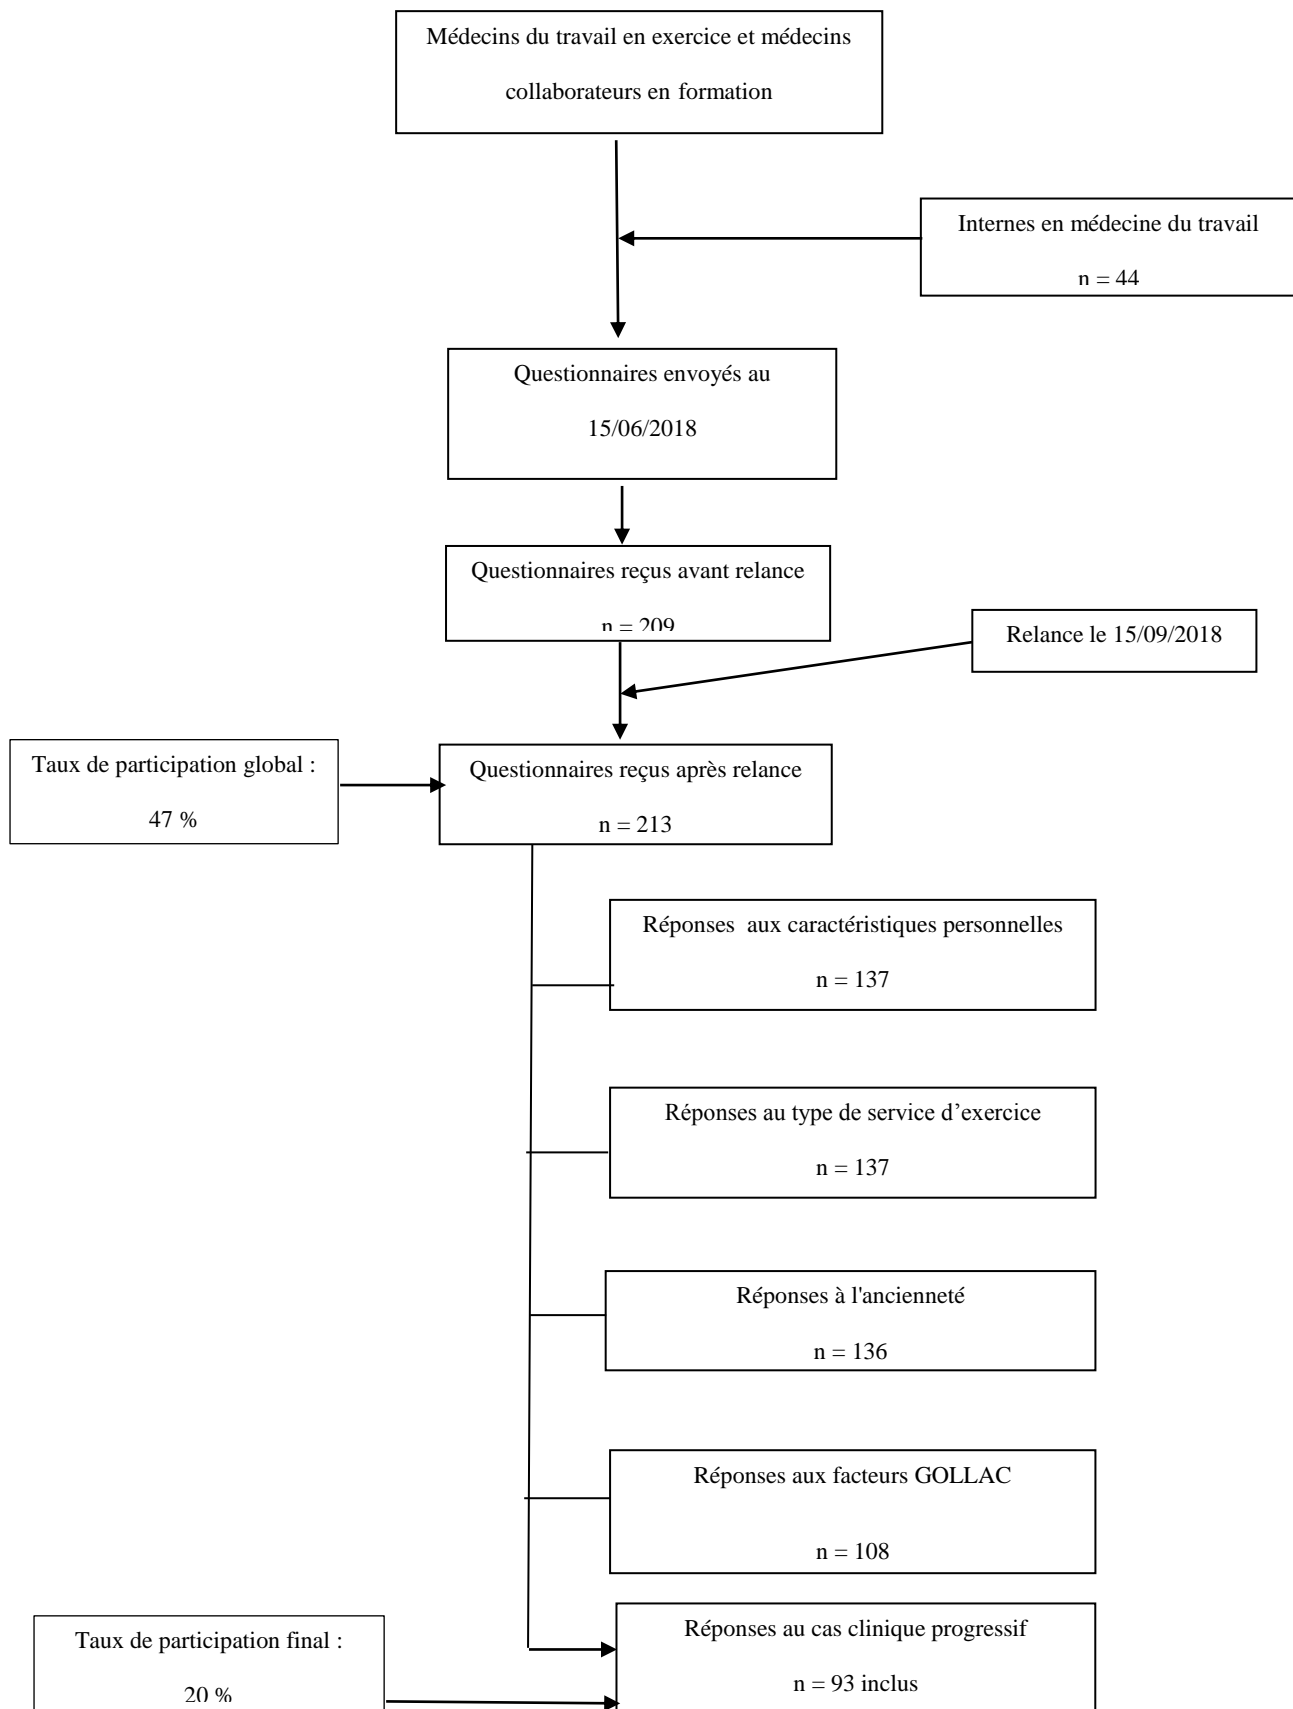 Médecins du travail en exercice et médecins
collaborateurs en formation
Internes en médecine du travail
n = 44
Questionnaires envoyés au
15/06/2018
Questionnaires reçus avant relance
n = 209
Relance le 15/09/2018
Taux de participation global :
47 %
Questionnaires reçus après relance
n = 213
Réponses  aux caractéristiques personnelles
n = 137
Réponses au type de service d’exercice
n = 137
Réponses à l'ancienneté
n = 136
Réponses aux facteurs GOLLAC
n = 108
Taux de participation final :
20 %
Réponses au cas clinique progressif
n = 93 inclus